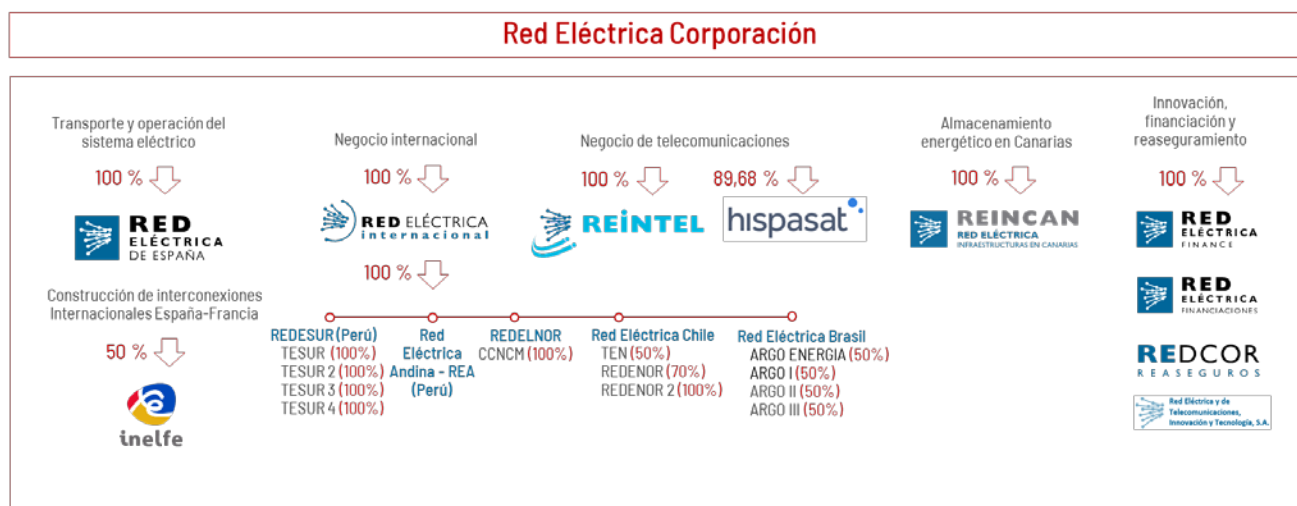 Red Eléctrica Corporación
Transporte y operación del
sistema eléctrico
100 %
RED
ELÉCTRICA
DE ESPAÑA
Construcción de interconexiones
Internacionales España-Francia
50 %
inelfe
Negocio internacional
100 %
RED ELÉCTRICA
internacional
100 %
REDESUR (Perú)
TESUR (100%)
TESUR 2 (100%)
TESUR 3 (100%)
TESUR 4 (100%)
Red
Eléctrica
Andina - REA
(Perú)
REDELNOR
CCNCM (100%)
Red Eléctrica Chile
TEN (50%)
REDENOR (70%)
REDENOR 2 (100%)
Red Eléctrica Brasil
ARGO ENERGIA (50%)
ARGO I (50%)
ARGO II (50%)
ARGO III (50%)
Negocio de telecomunicaciones
100 %
REINTEL
89,68 %
hispasat
Almacenamiento
energético en Canarias
100 %
REINCAN
RED ELÉCTRICA
INFRAESTRUCTURAS EN CANARIAS
Innovación,
financiación y
reaseguramiento
100 %
RED
ELÉCTRICA
FINANCE
RED
ELÉCTRICA
FINANCIACIONES
REDCOR
REASEGUROS
Red Eléctrica y de
Telecomunicaciones,
Innovación y Tecnología, S.A.